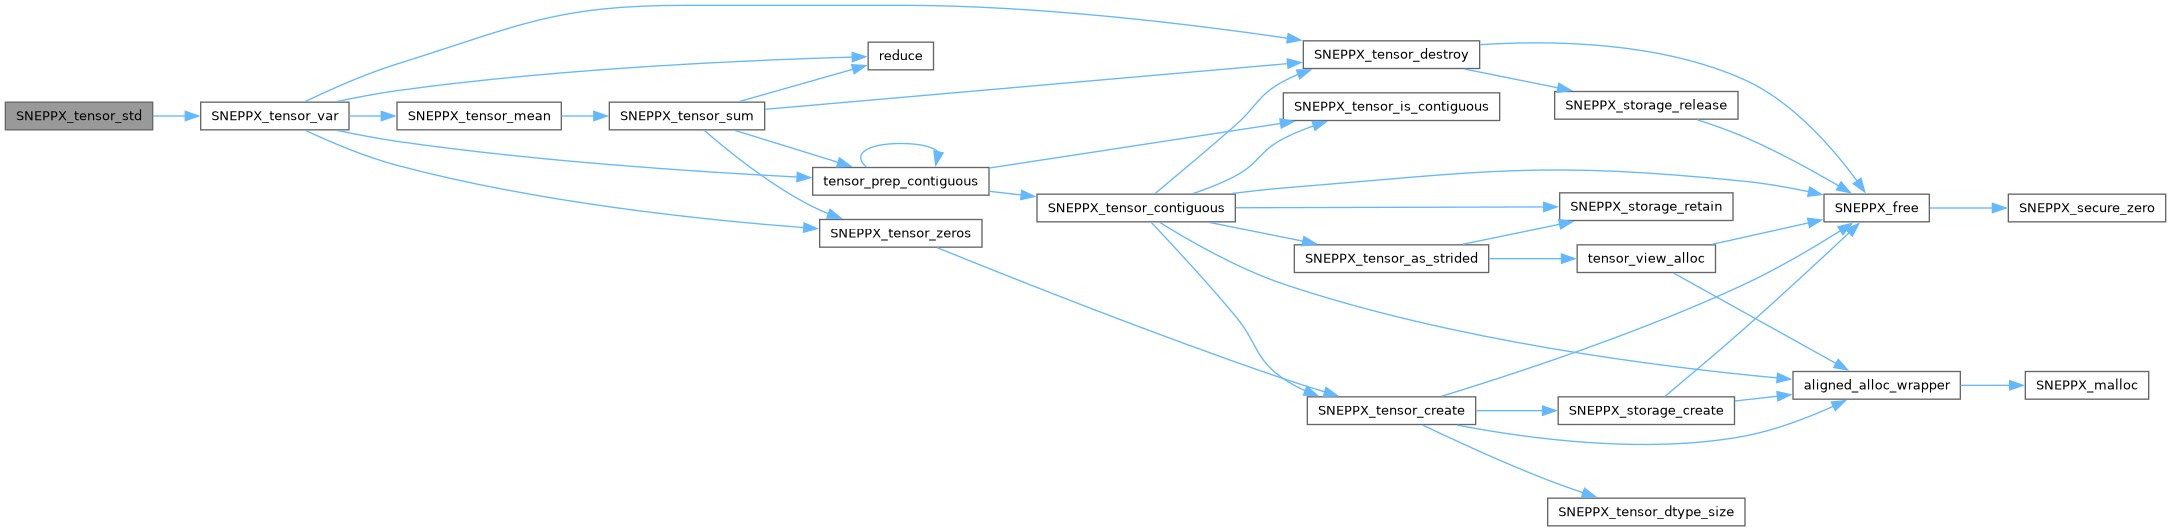 SNEPPX_tensor_std
SNEPPX_tensor_var
SNEPPX_tensor_mean
SNEPPX_tensor_sum
reduce
tensor_prep_contiguous
SNEPPX_tensor_zeros
SNEPPX_tensor_contiguous
SNEPPX_tensor_destroy
SNEPPX_tensor_is_contiguous
SNEPPX_tensor_as_strided
SNEPPX_tensor_create
SNEPPX_storage_release
SNEPPX_storage_retain
tensor_view_alloc
SNEPPX_storage_create
SNEPPX_tensor_dtype_size
SNEPPX_free
aligned_alloc_wrapper
SNEPPX_secure_zero
SNEPPX_malloc